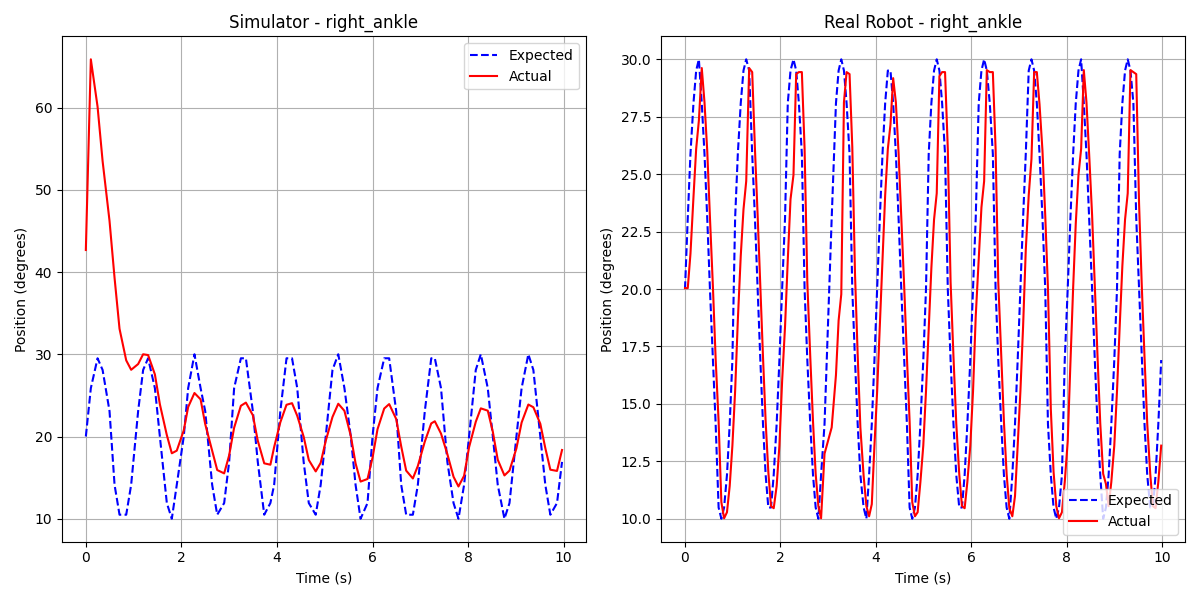 Simulator - right_ankle
Expected
Actual
Position (degrees)
60
50
40
30
20
10
0
2
4
6
8
10
Time (s)
Real Robot - right_ankle
Position (degrees)
30.0
27.5
25.0
22.5
20.0
17.5
15.0
12.5
10.0
Expected
Actual
0
2
4
6
8
10
Time (s)